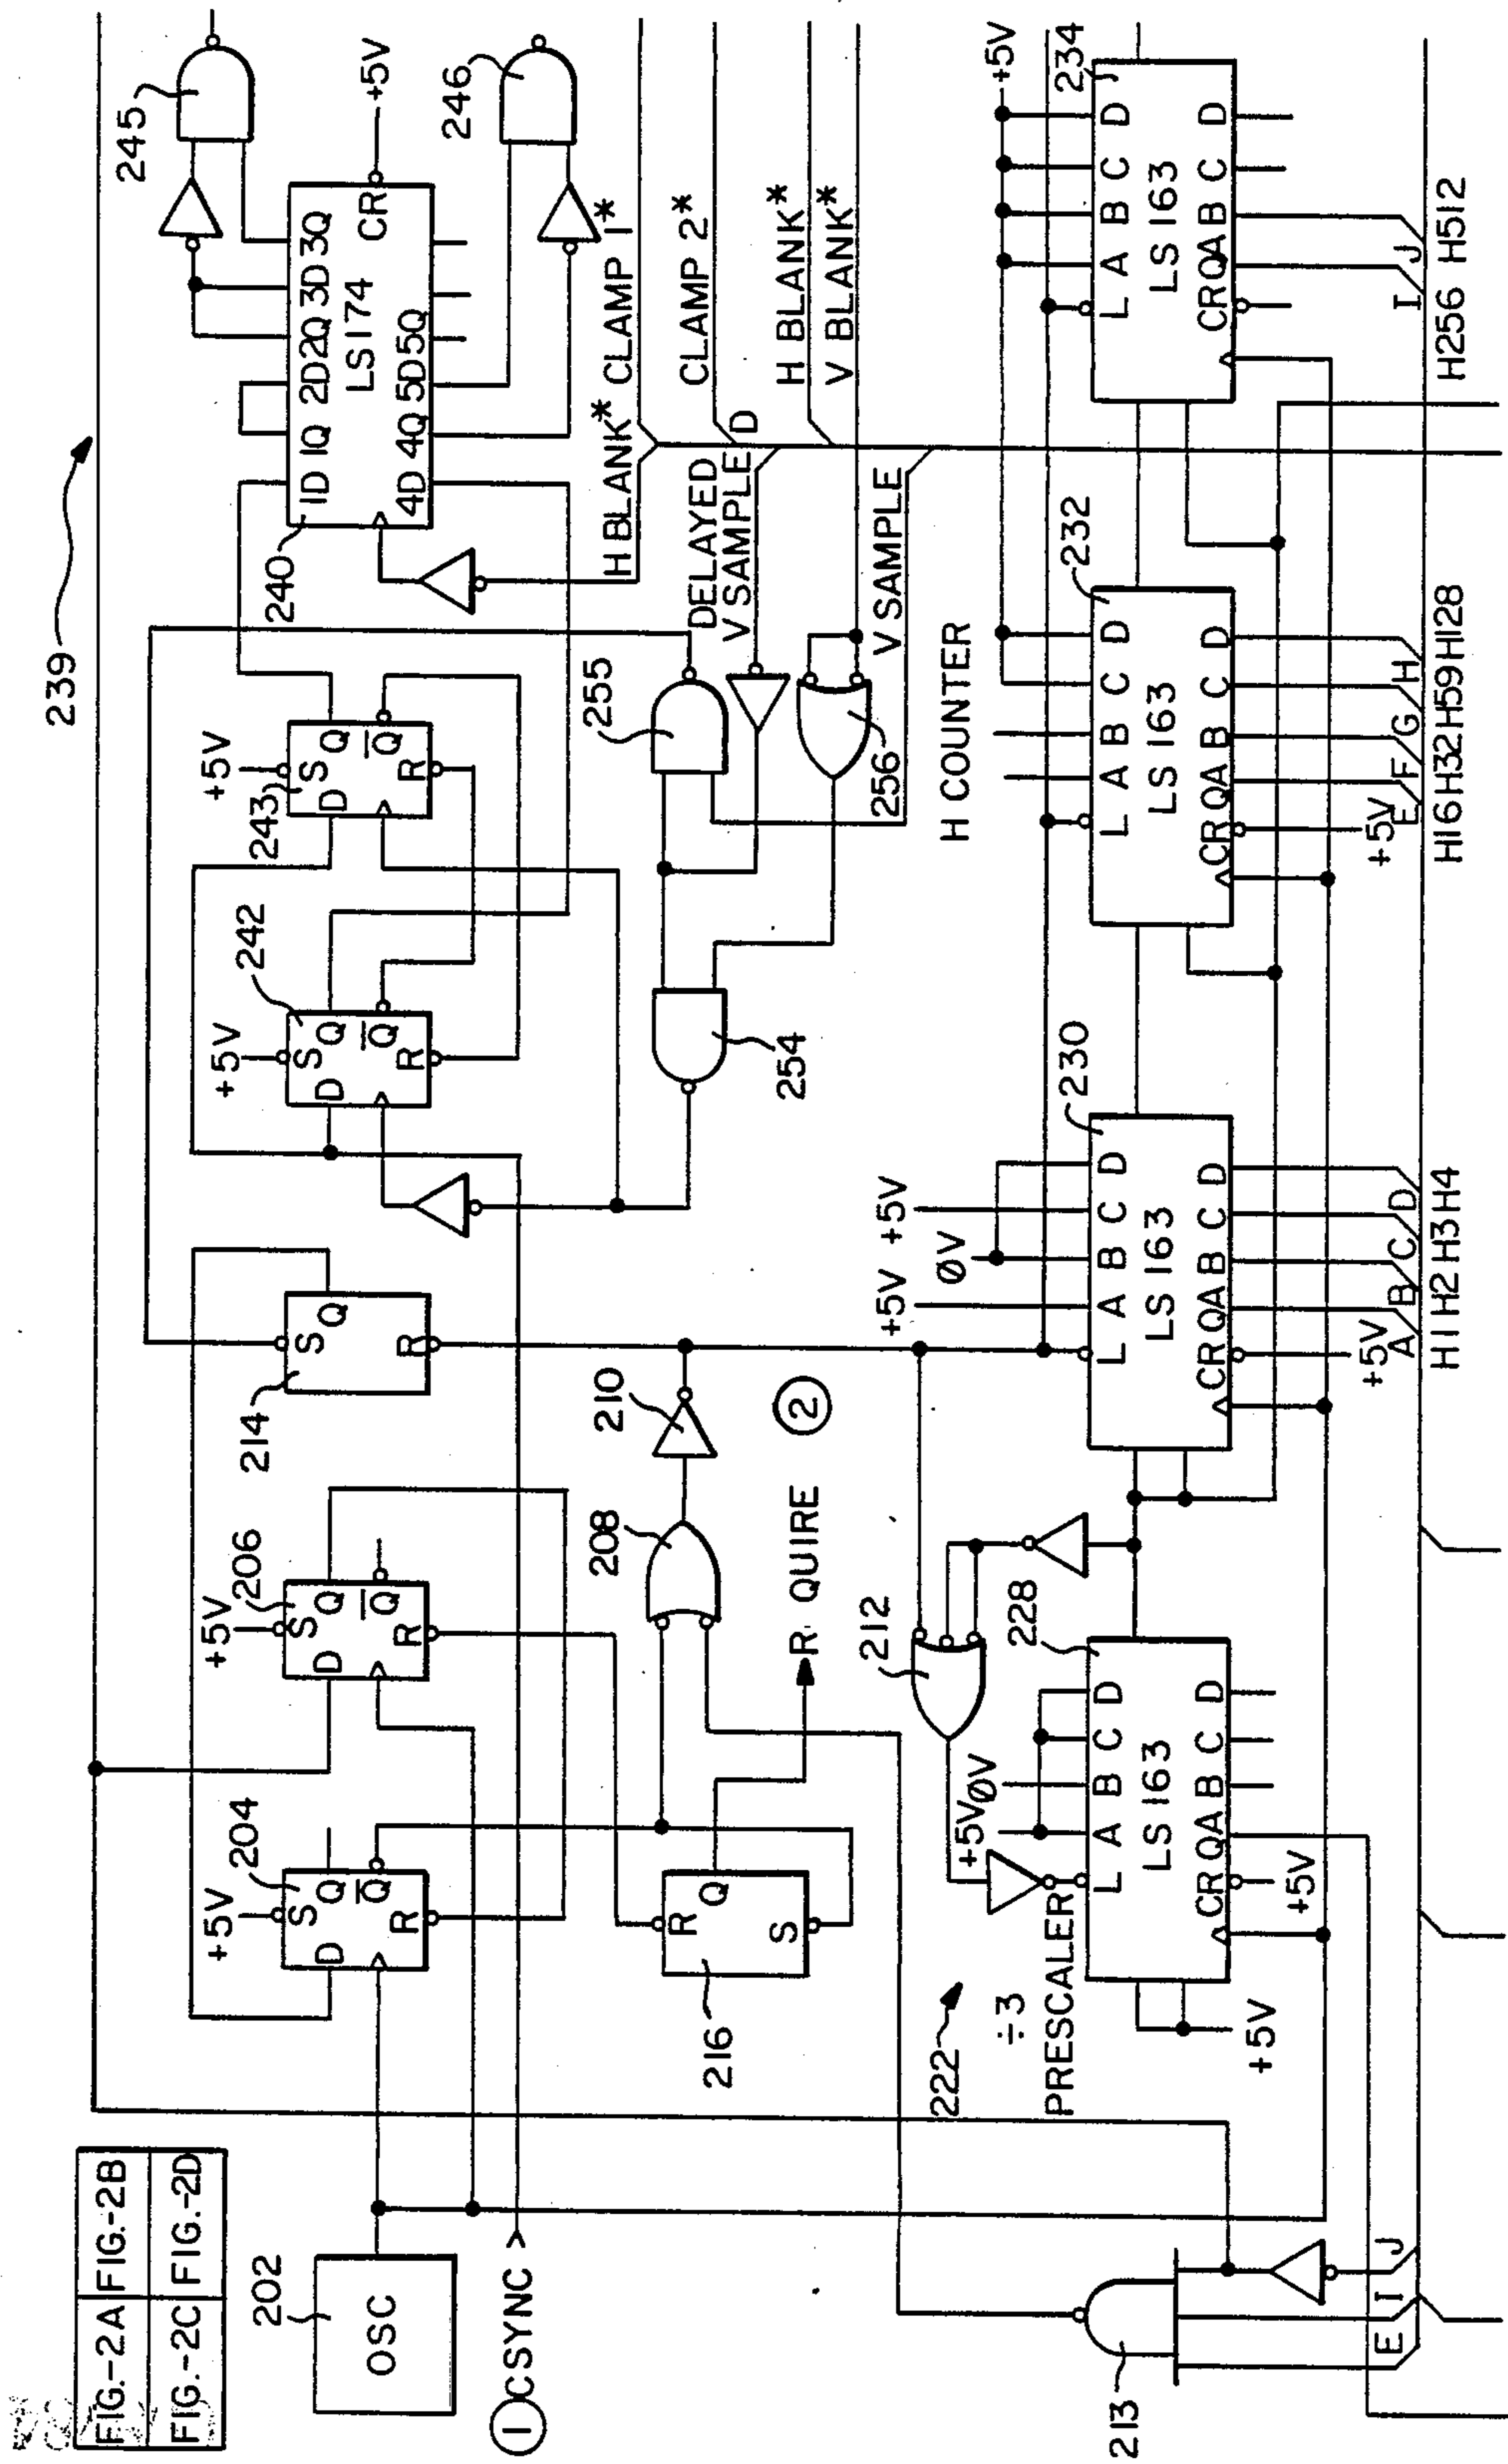 FIG.-2A FIG.-2B
FIG.-2C FIG.-2D
239
202
OSC
1 CSYNC >
+5V
204
S
D Q
Q
R
+5V
206
S
D Q
Q
R
214
S
Q
R
+5V
242
S
D Q
Q
R
+5V
243
S
D Q
Q
R
240
1D 1Q 2D 2Q 3D 3Q
LS174
CR
+5V
4D 4Q 5D 5Q
245
246
216
R
Q
S
208
210
R QUIRE
2
254
255
256
H BLANK*
CLAMP 1*
CLAMP 2*
DELAYED
V SAMPLE D
H BLANK*
V BLANK*
V SAMPLE
213
E I J
222
÷3
PRESCALER
212
+5V
0V
228
L A B C D
LS 163
CR QA B C D
+5V
+5V
+5V +5V
0V
230
L A B C D
LS 163
CR QA B C D
+5V
A B C D
H1 H2 H3 H4
H COUNTER
232
L A B C D
LS 163
CR QA B C D
+5V
E F G H
H16 H32 H59 H128
+5V
234
L A B C D
LS 163
CR QA B C D
I J
H256 H512